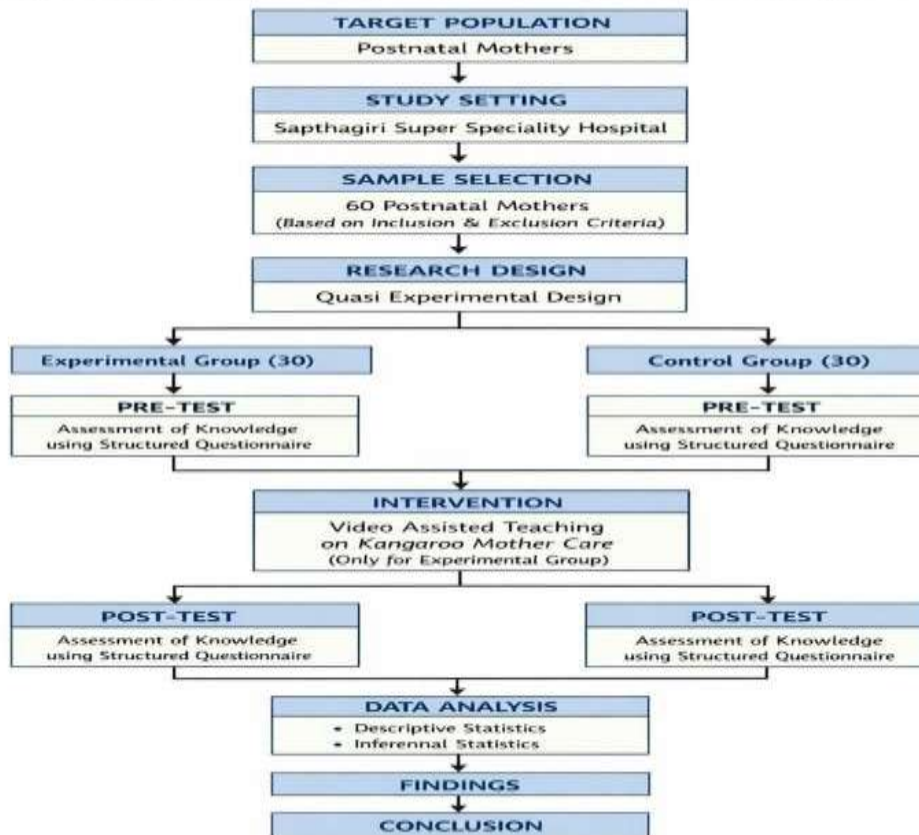 TARGET POPULATION
Postnatal Mothers
STUDY SETTING
Sapthagiri Super Speciality Hospital
SAMPLE SELECTION
60 Postnatal Mothers
(Based on Inclusion & Exclusion Criteria)
RESEARCH DESIGN
Quasi Experimental Design
Experimental Group (30)
Control Group (30)
PRE-TEST
Assessment of Knowledge
using Structured Questionnaire
PRE-TEST
Assessment of Knowledge
using Structured Questionnaire
INTERVENTION
Video Assisted Teaching
on Kangaroo Mother Care
(Only for Experimental Group)
POST-TEST
Assessment of Knowledge
using Structured Questionnaire
POST-TEST
Assessment of Knowledge
using Structured Questionnaire
DATA ANALYSIS
• Descriptive Statistics
• Inferennal Statistics
FINDINGS
CONCLUSION